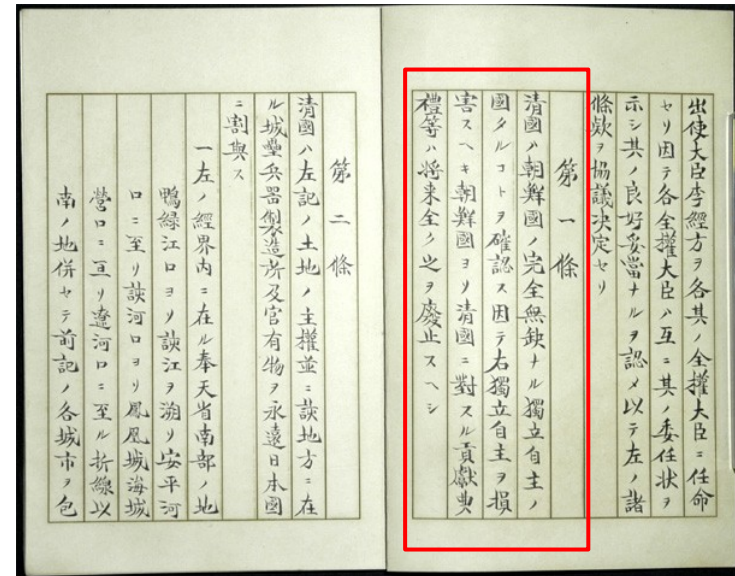 出使大臣李經方ヲ各其ノ全權大臣ニ任命
セリ因テ各全權大臣ハ互ニ其ノ委任狀ヲ
示シ其ノ良好妥當ナルヲ認メ以テ左ノ諸
條款ヲ協議決定セリ
第一條
清國ハ朝鮮國ノ完全無缺ナル獨立自主ノ
國タルコトヲ確認ス因テ右獨立自主ヲ損
害スヘキ朝鮮國ヨリ清國ニ對スル貢獻典
禮等ハ將來全ク之ヲ廢止スヘシ
第二條
清國ハ左記ノ土地ノ主權並ニ該地方ニ在
ル城壘兵器製造所及官有物ヲ永遠日本國
ニ割與ス
一左ノ經界內ニ在ル奉天省南部ノ地
鴨綠江口ヨリ該江ヲ溯リ安平河
口ニ至リ該河口ヨリ鳳凰城海城
營口ニ亘リ遼河口ニ至ル折線以
南ノ地併セテ前記ノ各城市ヲ包